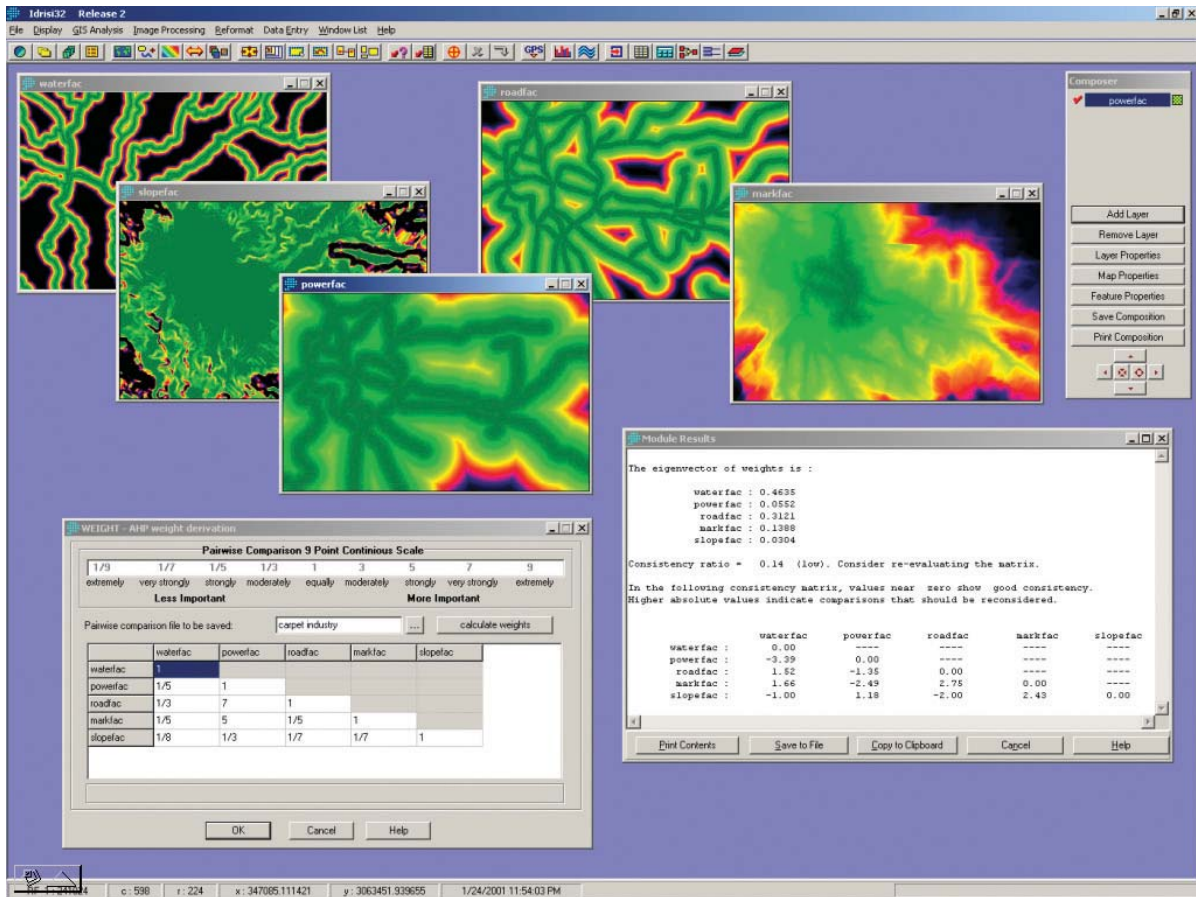 Idrisi32 Release 2
File Display GIS Analysis Image Processing Reformat Data Entry Window List Help
GPS
waterfac
roadfac
slopefac
markfac
powerfac
Composer
powerfac
Add Layer
Remove Layer
Layer Properties
Map Properties
Feature Properties
Save Composition
Print Composition
WEIGHT - AHP weight derivation
Pairwise Comparison 9 Point Continious Scale
1/9 1/7 1/5 1/3 1 3 5 7 9
extremely very strongly strongly moderately equally moderately strongly very strongly extremely
Less Important More Important
Pairwise comparison file to be saved: carpet industry ... calculate weights
waterfac powerfac roadfac markfac slopefac
waterfac 1
powerfac 1/5 1
roadfac 1/3 7 1
markfac 1/5 5 1/5 1
slopefac 1/8 1/3 1/7 1/7 1
OK Cancel Help
Module Results
The eigenvector of weights is :
waterfac : 0.4635
powerfac : 0.0552
roadfac : 0.3121
markfac : 0.1388
slopefac : 0.0304
Consistency ratio = 0.14 (low). Consider re-evaluating the matrix.
In the following consistency matrix, values near zero show good consistency.
Higher absolute values indicate comparisons that should be reconsidered.
waterfac powerfac roadfac markfac slopefac
waterfac : 0.00 ---- ---- ---- ----
powerfac : -3.39 0.00 ---- ---- ----
roadfac : 1.52 -1.35 0.00 ---- ----
markfac : 1.66 -2.49 2.75 0.00 ----
slopefac : -1.00 1.18 -2.00 2.43 0.00
Print Contents Save to File Copy to Clipboard Cancel Help
c : 598 r : 224 x : 347085.111421 y : 3063451.939655 1/24/2001 11:54:03 PM